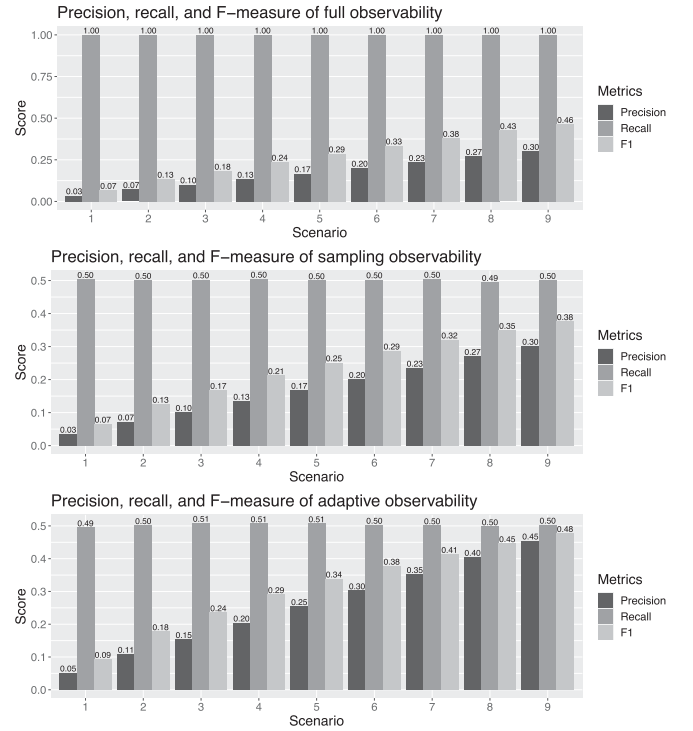 Precision, recall, and F−measure of full observability
1.00
0.75
0.50
0.25
0.00
Score
0.03 1.00 0.07
0.07 1.00 0.13
0.10 1.00 0.18
0.13 1.00 0.24
0.17 1.00 0.29
0.20 1.00 0.33
0.23 1.00 0.38
0.27 1.00 0.43
0.30 1.00 0.46
1 2 3 4 5 6 7 8 9
Scenario
Metrics
Precision
Recall
F1
Precision, recall, and F−measure of sampling observability
0.5
0.4
0.3
0.2
0.1
0.0
Score
0.03 0.50 0.07
0.07 0.50 0.13
0.10 0.50 0.17
0.13 0.50 0.21
0.17 0.50 0.25
0.20 0.50 0.29
0.23 0.50 0.32
0.27 0.49 0.35
0.30 0.50 0.38
1 2 3 4 5 6 7 8 9
Scenario
Metrics
Precision
Recall
F1
Precision, recall, and F−measure of adaptive observability
0.5
0.4
0.3
0.2
0.1
0.0
Score
0.05 0.49 0.09
0.11 0.50 0.18
0.15 0.51 0.24
0.20 0.51 0.29
0.25 0.51 0.34
0.30 0.50 0.38
0.35 0.50 0.41
0.40 0.50 0.45
0.45 0.50 0.48
1 2 3 4 5 6 7 8 9
Scenario
Metrics
Precision
Recall
F1